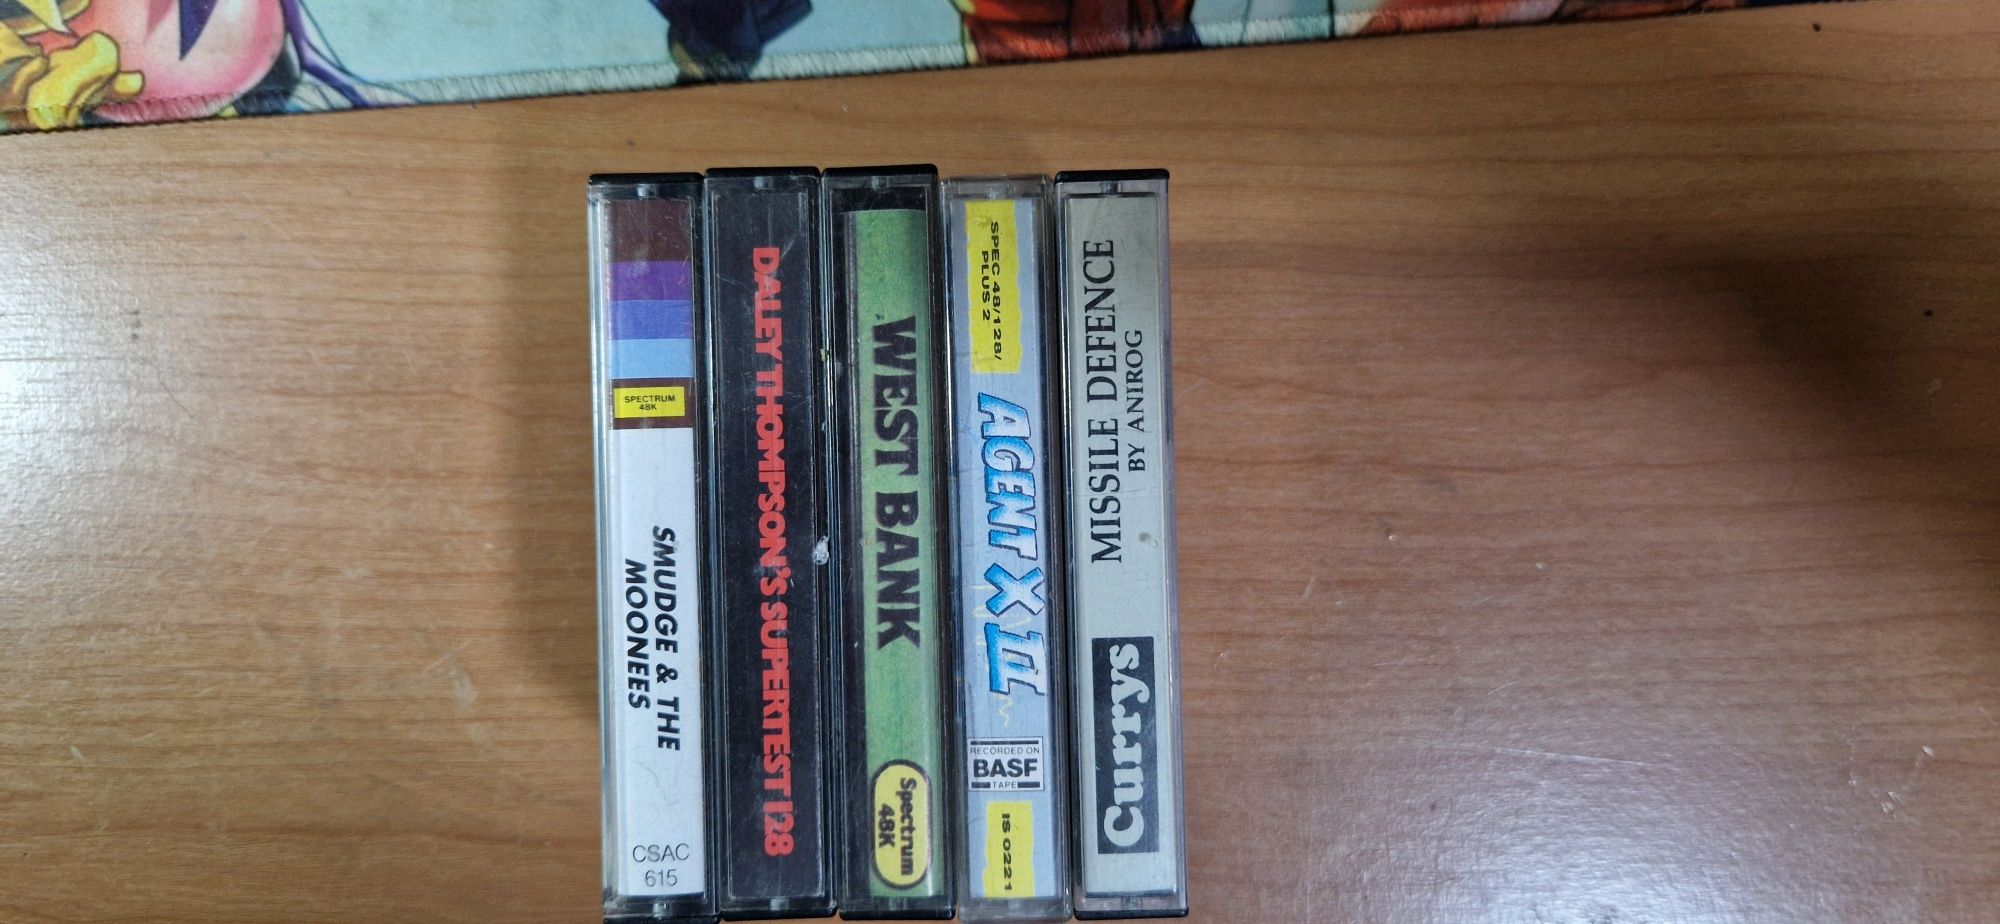 SPECTRUM
48K
SMUDGE & THE
MOONEES
CSAC
615
DALEY THOMPSON'S SUPERTEST 128
WEST BANK
Spectrum
48K
SPEC 48/128/
PLUS 2
AGENT X II
RECORDED ON
BASF
TAPE
IS 0221
MISSILE DEFENCE
BY ANIROG
Currys